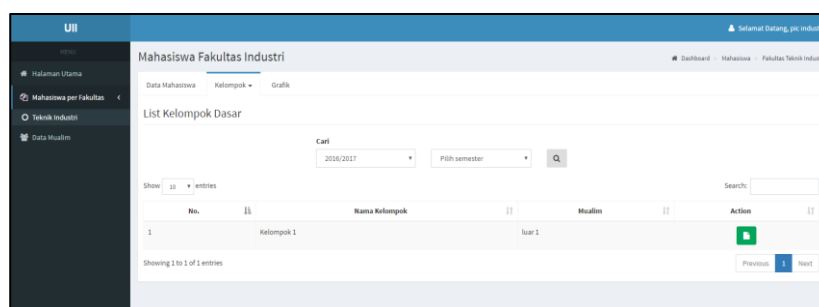 UII
Selamat Datang, pic indust
MENU
Mahasiswa Fakultas Industri
Dashboard > Mahasiswa > Fakultas Teknik Indus
Halaman Utama
Mahasiswa per Fakultas
Teknik Industri
Data Mualim
Data Mahasiswa Kelompok Grafik
List Kelompok Dasar
Cari
2016/2017 Pilih semester
Show 10 entries Search:
No. Nama Kelompok Mualim Action
1 Kelompok 1 luar 1
Showing 1 to 1 of 1 entries Previous 1 Next